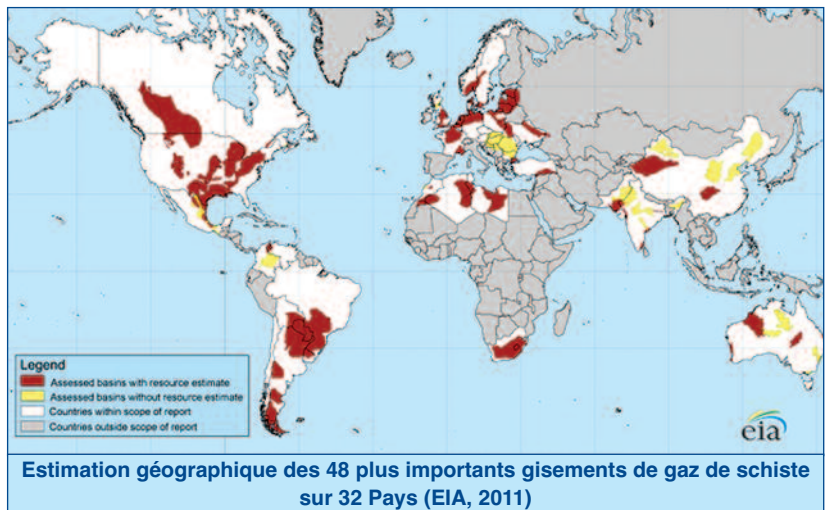 Legend
Assessed basins with resource estimate
Assessed basins without resource estimate
Countries within scope of report
Countries outside scope of report
eia
Estimation géographique des 48 plus importants gisements de gaz de schiste
sur 32 Pays (EIA, 2011)